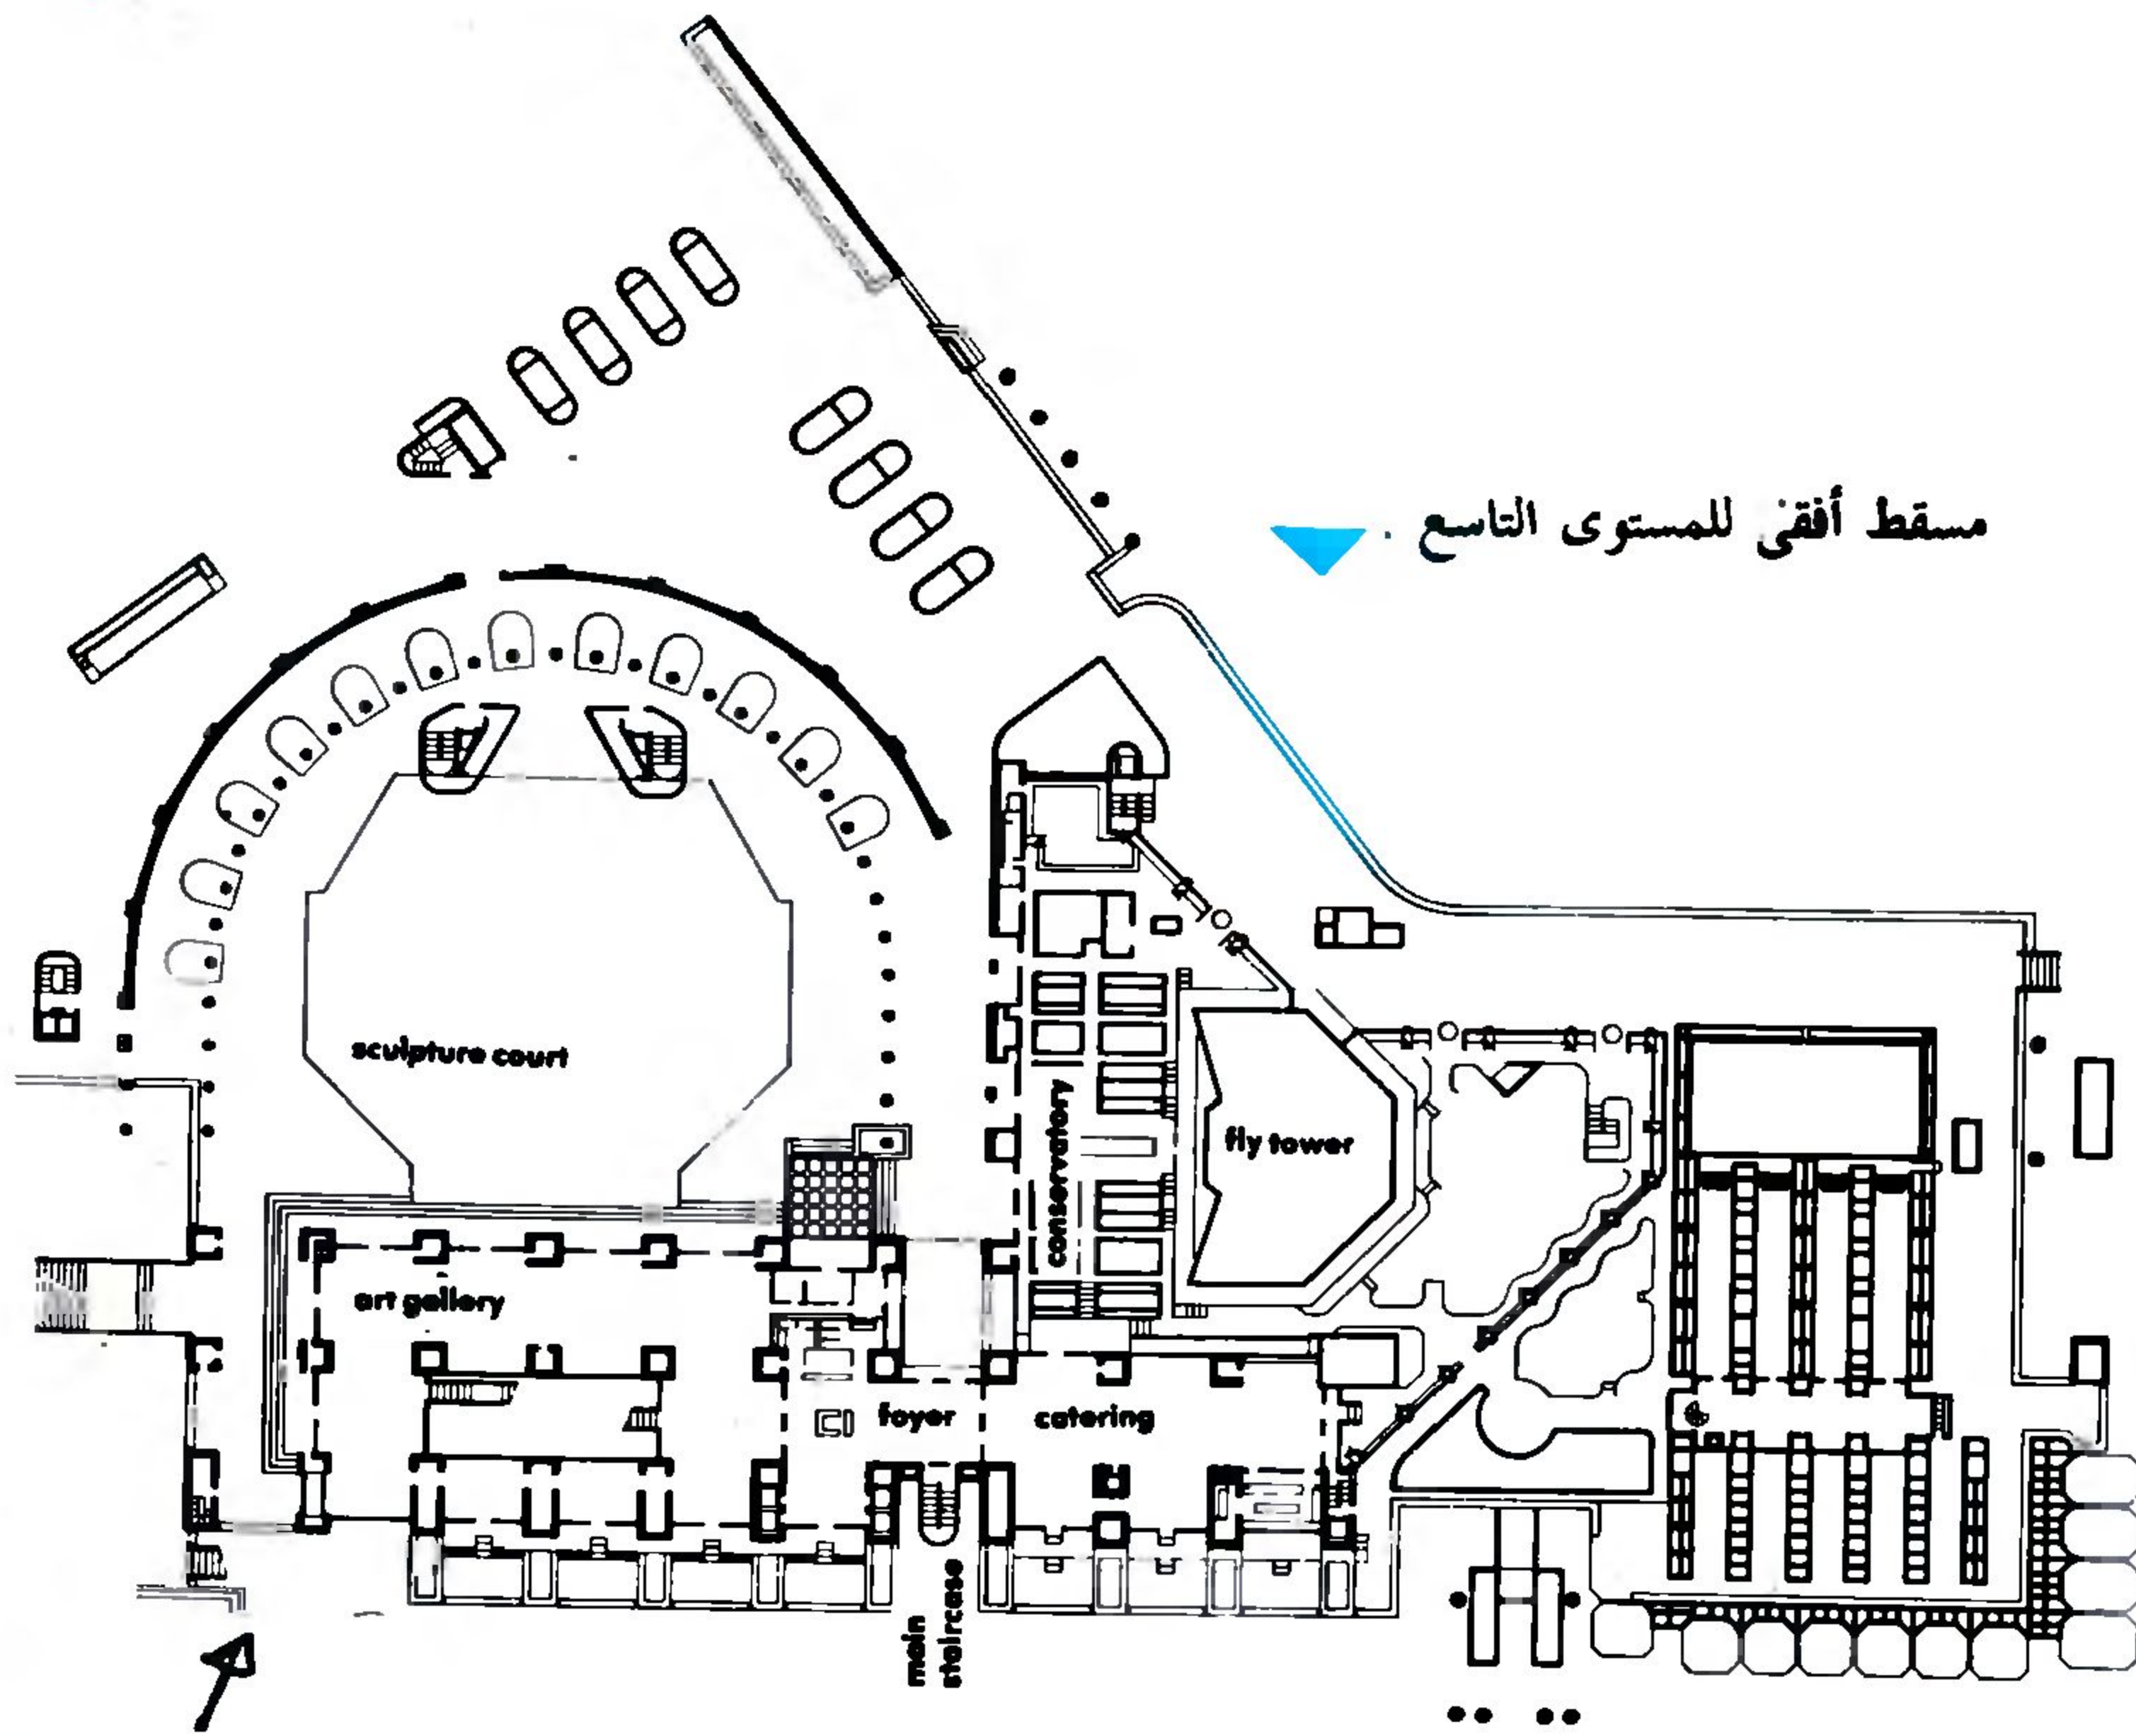 مسقط أفقى للمستوى التاسع .
sculpture court
conservatory
fly tower
art gallery
foyer
catering
main
staircase